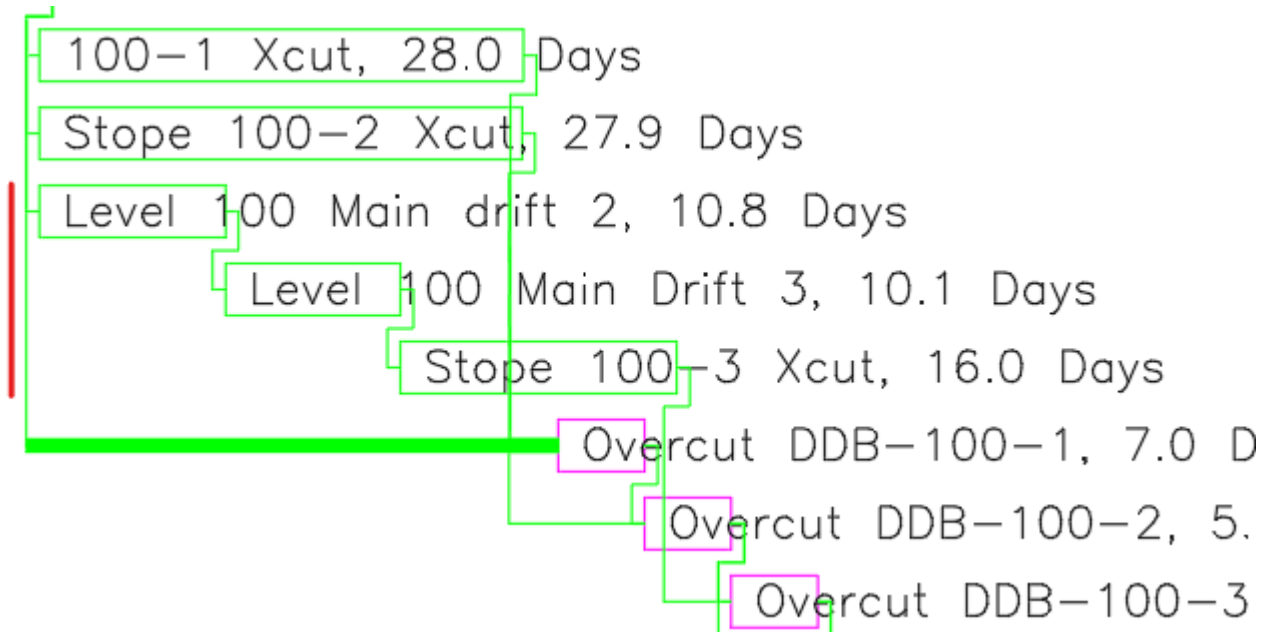 100-1 Xcut, 28.0 Days
Stope 100-2 Xcut, 27.9 Days
Level 100 Main drift 2, 10.8 Days
Level 100 Main Drift 3, 10.1 Days
Stope 100-3 Xcut, 16.0 Days
Overcut DDB-100-1, 7.0 D
Overcut DDB-100-2, 5.
Overcut DDB-100-3